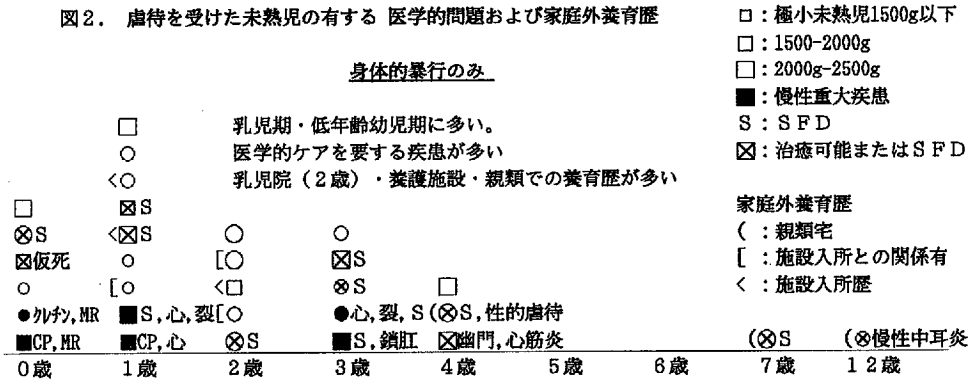 図2. 虐待を受けた未熟児の有する 医学的問題および家庭外養育歴
身体的暴行のみ
乳児期・低年齢幼児期に多い。
医学的ケアを要する疾患が多い
乳児院(2歳)・養護施設・親類での養育歴が多い
□:極小未熟児1500g以下
□:1500-2000g
□:2000g-2500g
■:慢性重大疾患
S:SFD
⊠:治癒可能またはSFD
家庭外養育歴
( :親類宅
[ :施設入所との関係有
< :施設入所歴
□
○
<○
□ ⊠S
⊗S <⊠S ○ ○
⊠仮死 ○ [○ ⊠S
○ [○ <□ ⊗S □
●クレチン,MR ■S,心,裂 [○ ●心,裂,S (⊗S,性的虐待
■CP,MR ■CP,心 ⊗S ■S,鎖肛 ⊠幽門,心筋炎 (⊗S (⊗慢性中耳炎
0歳 1歳 2歳 3歳 4歳 5歳 6歳 7歳 12歳